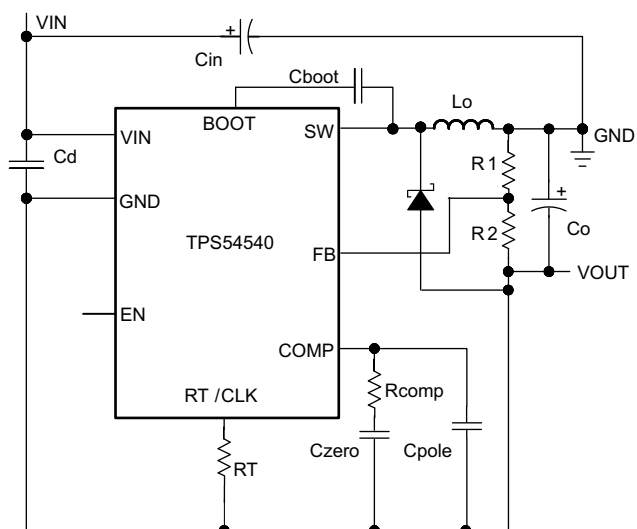 VIN
+
Cin
Cboot
Lo
BOOT
SW
GND
VIN
Cd
R1
GND
+
TPS54540
R2
Co
FB
VOUT
EN
COMP
RT /CLK
Rcomp
Czero
Cpole
RT